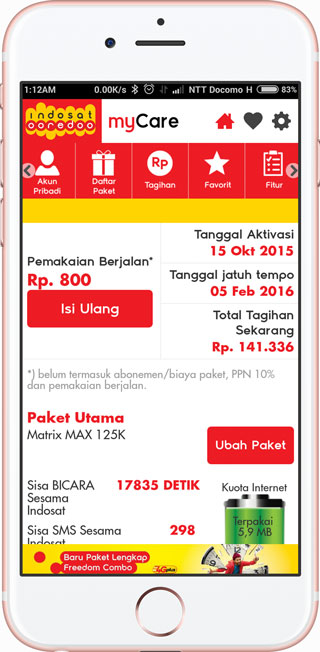 1:12AM 0.00K/s NTT Docomo H 83%
indosat
ooredoo
myCare
Akun
Pribadi
Daftar
Paket
Rp
Tagihan
Favorit
Fitur
Pemakaian Berjalan*
Rp. 800
Isi Ulang
Tanggal Aktivasi
15 Okt 2015
Tanggal jatuh tempo
05 Feb 2016
Total Tagihan
Sekarang
Rp. 141.336
*) belum termasuk abonemen/biaya paket, PPN 10%
dan pemakaian berjalan.
Paket Utama
Matrix MAX 125K
Ubah Paket
Sisa BICARA
Sesama
Indosat
17835 DETIK
Sisa SMS Sesama
Indosat
298
Kuota Internet
Terpakai
5,9 MB
Baru Paket Lengkap
Freedom Combo